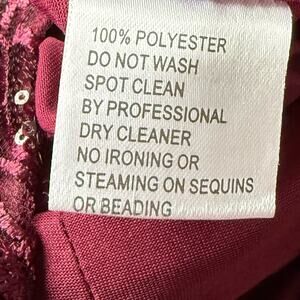 100% POLYESTER
DO NOT WASH
SPOT CLEAN
BY PROFESSIONAL
DRY CLEANER
NO IRONING OR
STEAMING ON SEQUINS
OR BEADING